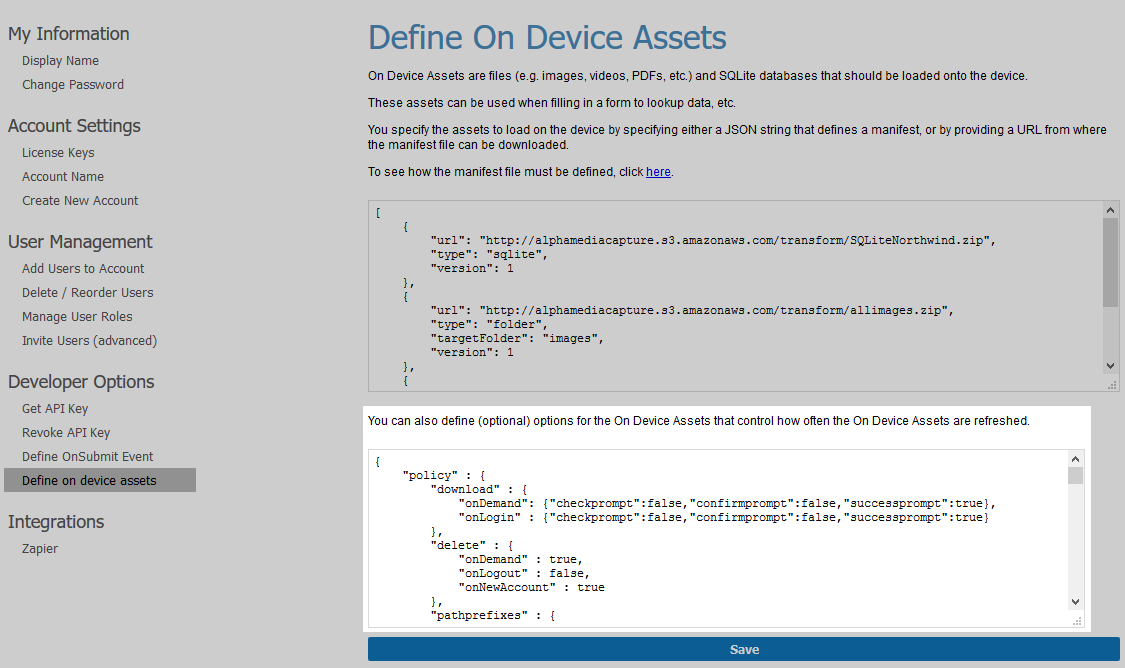 My Information
Display Name
Change Password
Account Settings
License Keys
Account Name
Create New Account
User Management
Add Users to Account
Delete / Reorder Users
Manage User Roles
Invite Users (advanced)
Developer Options
Get API Key
Revoke API Key
Define OnSubmit Event
Define on device assets
Integrations
Zapier
Define On Device Assets
On Device Assets are files (e.g. images, videos, PDFs, etc.) and SQLite databases that should be loaded onto the device.
These assets can be used when filling in a form to lookup data, etc.
You specify the assets to load on the device by specifying either a JSON string that defines a manifest, or by providing a URL from where
the manifest file can be downloaded.
To see how the manifest file must be defined, click here.
[
    {
        "url": "http://alphamediacapture.s3.amazonaws.com/transform/SQLiteNorthwind.zip",
        "type": "sqlite",
        "version": 1
    },
    {
        "url": "http://alphamediacapture.s3.amazonaws.com/transform/allimages.zip",
        "type": "folder",
        "targetFolder": "images",
        "version": 1
    },
    {
You can also define (optional) options for the On Device Assets that control how often the On Device Assets are refreshed.
{
    "policy" : {
        "download" : {
            "onDemand": {"checkprompt":false,"confirmprompt":false,"successprompt":true},
            "onLogin" : {"checkprompt":false,"confirmprompt":false,"successprompt":true}
        },
        "delete" : {
            "onDemand" : true,
            "onLogout" : false,
            "onNewAccount" : true
        },
        "pathprefixes" : {
Save